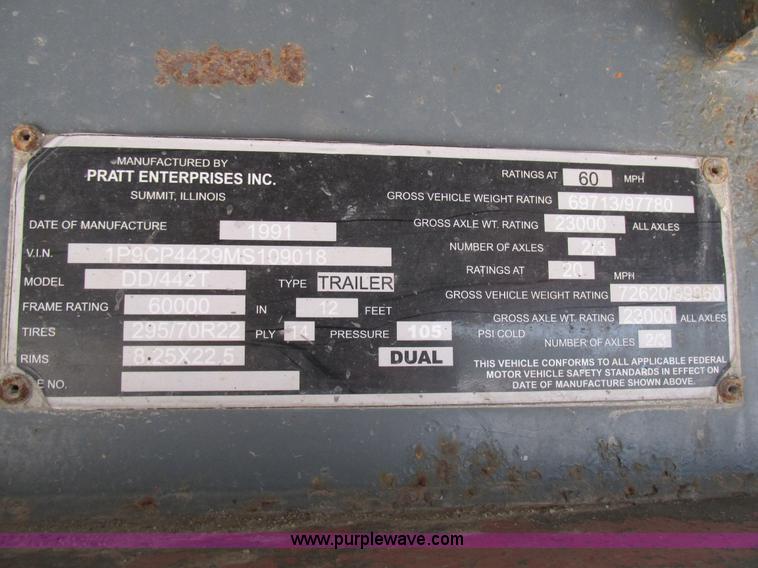 MANUFACTURED BY
PRATT ENTERPRISES INC.
SUMMIT, ILLINOIS
DATE OF MANUFACTURE 1991
V.I.N. 1P9CP4429MS109018
MODEL DD/442T TYPE TRAILER
FRAME RATING 60000 IN 12 FEET
TIRES 295/70R22 PLY 14 PRESSURE 105 PSI COLD
RIMS 8.25X22.5 DUAL
NO.
RATINGS AT 60 MPH
GROSS VEHICLE WEIGHT RATING 69713/97780
GROSS AXLE WT. RATING 23000 ALL AXLES
NUMBER OF AXLES 2/3
RATINGS AT 20 MPH
GROSS VEHICLE WEIGHT RATING 72620/99860
GROSS AXLE WT. RATING 23000 ALL AXLES
NUMBER OF AXLES 2/3
THIS VEHICLE CONFORMS TO ALL APPLICABLE FEDERAL
MOTOR VEHICLE SAFETY STANDARDS IN EFFECT ON
DATE OF MANUFACTURE SHOWN ABOVE.
www.purplewave.com